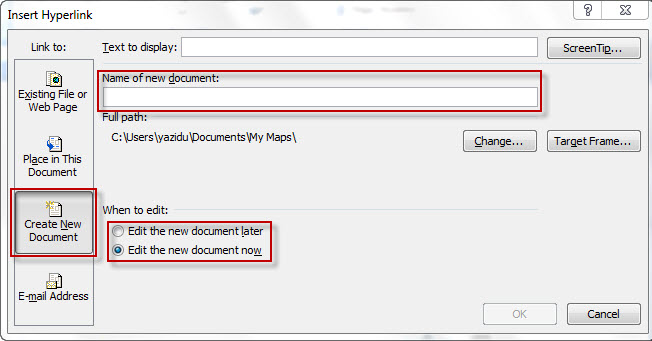 Insert Hyperlink
Link to:
Text to display:
ScreenTip...
Existing File or
Web Page
Place in This
Document
Create New
Document
E-mail Address
Name of new document:
Full path:
C:\Users\yazidu\Documents\My Maps\
Change...
Target Frame...
When to edit:
Edit the new document later
Edit the new document now
OK
Cancel